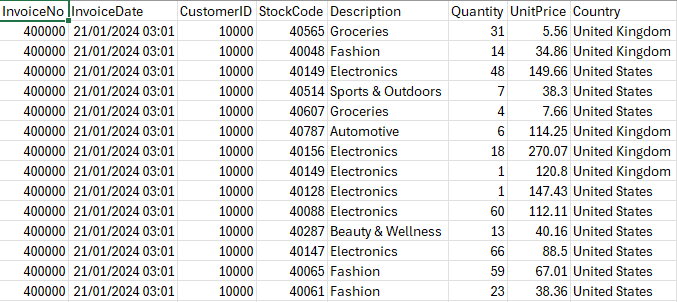 InvoiceNo InvoiceDate CustomerID StockCode Description Quantity UnitPrice Country
400000 21/01/2024 03:01 10000 40565 Groceries 31 5.56 United Kingdom
400000 21/01/2024 03:01 10000 40048 Fashion 14 34.86 United Kingdom
400000 21/01/2024 03:01 10000 40149 Electronics 48 149.66 United States
400000 21/01/2024 03:01 10000 40514 Sports & Outdoors 7 38.3 United States
400000 21/01/2024 03:01 10000 40607 Groceries 4 7.66 United States
400000 21/01/2024 03:01 10000 40787 Automotive 6 114.25 United Kingdom
400000 21/01/2024 03:01 10000 40156 Electronics 18 270.07 United Kingdom
400000 21/01/2024 03:01 10000 40149 Electronics 1 120.8 United Kingdom
400000 21/01/2024 03:01 10000 40128 Electronics 1 147.43 United States
400000 21/01/2024 03:01 10000 40088 Electronics 60 112.11 United States
400000 21/01/2024 03:01 10000 40287 Beauty & Wellness 13 40.16 United States
400000 21/01/2024 03:01 10000 40147 Electronics 66 88.5 United States
400000 21/01/2024 03:01 10000 40065 Fashion 59 67.01 United States
400000 21/01/2024 03:01 10000 40061 Fashion 23 38.36 United States